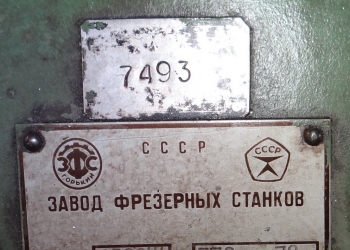 7493
СССР
ЗФС
ГОРЬКИЙ
СССР
ЗАВОД ФРЕЗЕРНЫХ СТАНКОВ